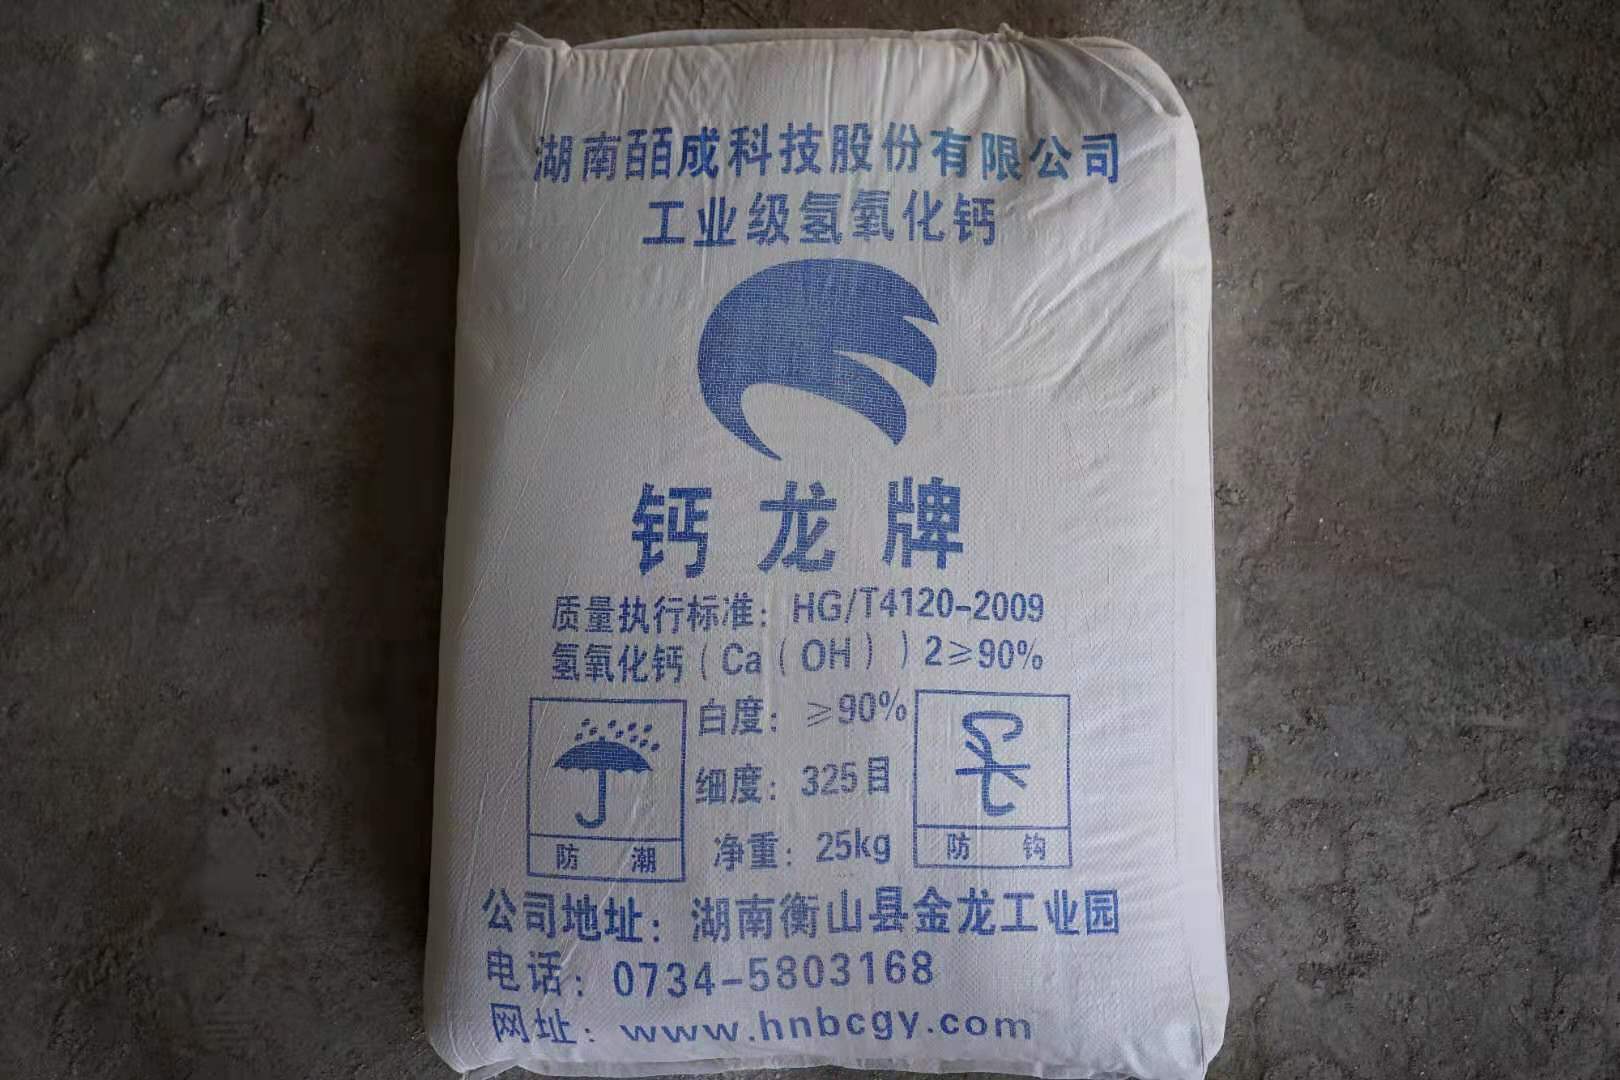 湖南皕成科技股份有限公司
工业级氢氧化钙
钙龙牌
质量执行标准：HG/T4120-2009
氢氧化钙（Ca（OH））2≥90%
白度：≥90%
细度：325目
净重：25kg
防潮
防钩
公司地址：湖南衡山县金龙工业园
电话：0734-5803168
网址：www.hnbcgy.com